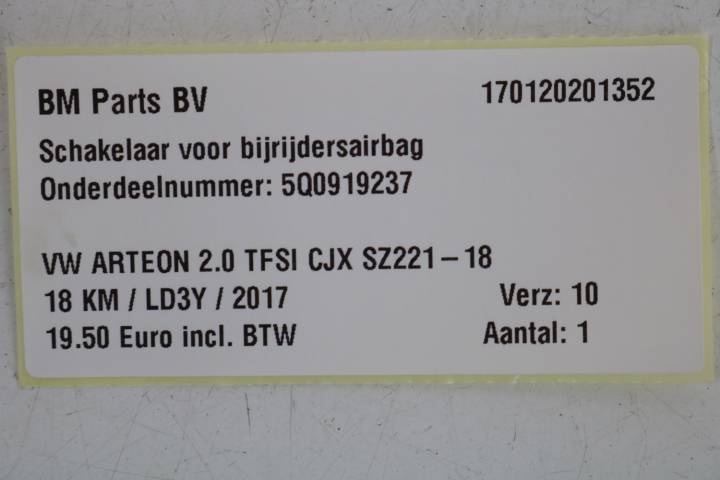 BM Parts BV 170120201352
Schakelaar voor bijrijdersairbag
Onderdeelnummer: 5Q0919237
VW ARTEON 2.0 TFSI CJX SZ221-18
18 KM / LD3Y / 2017 Verz: 10
19.50 Euro incl. BTW Aantal: 1